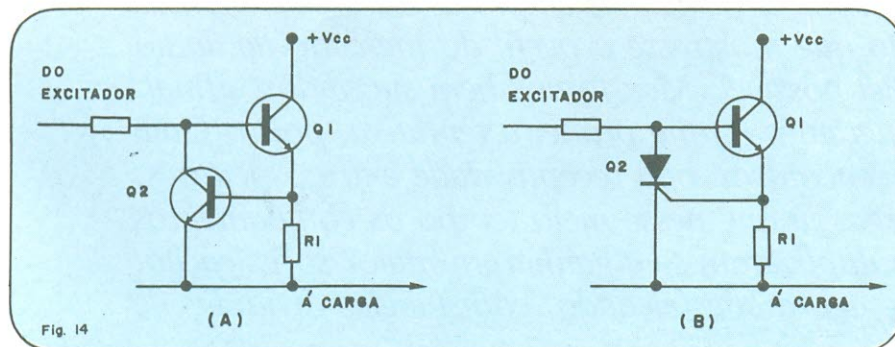 +Vcc
DO
EXCITADOR
Q1
Q2
R1
Á CARGA
(A)
+Vcc
DO
EXCITADOR
Q1
Q2
R1
Á CARGA
(B)
Fig. 14